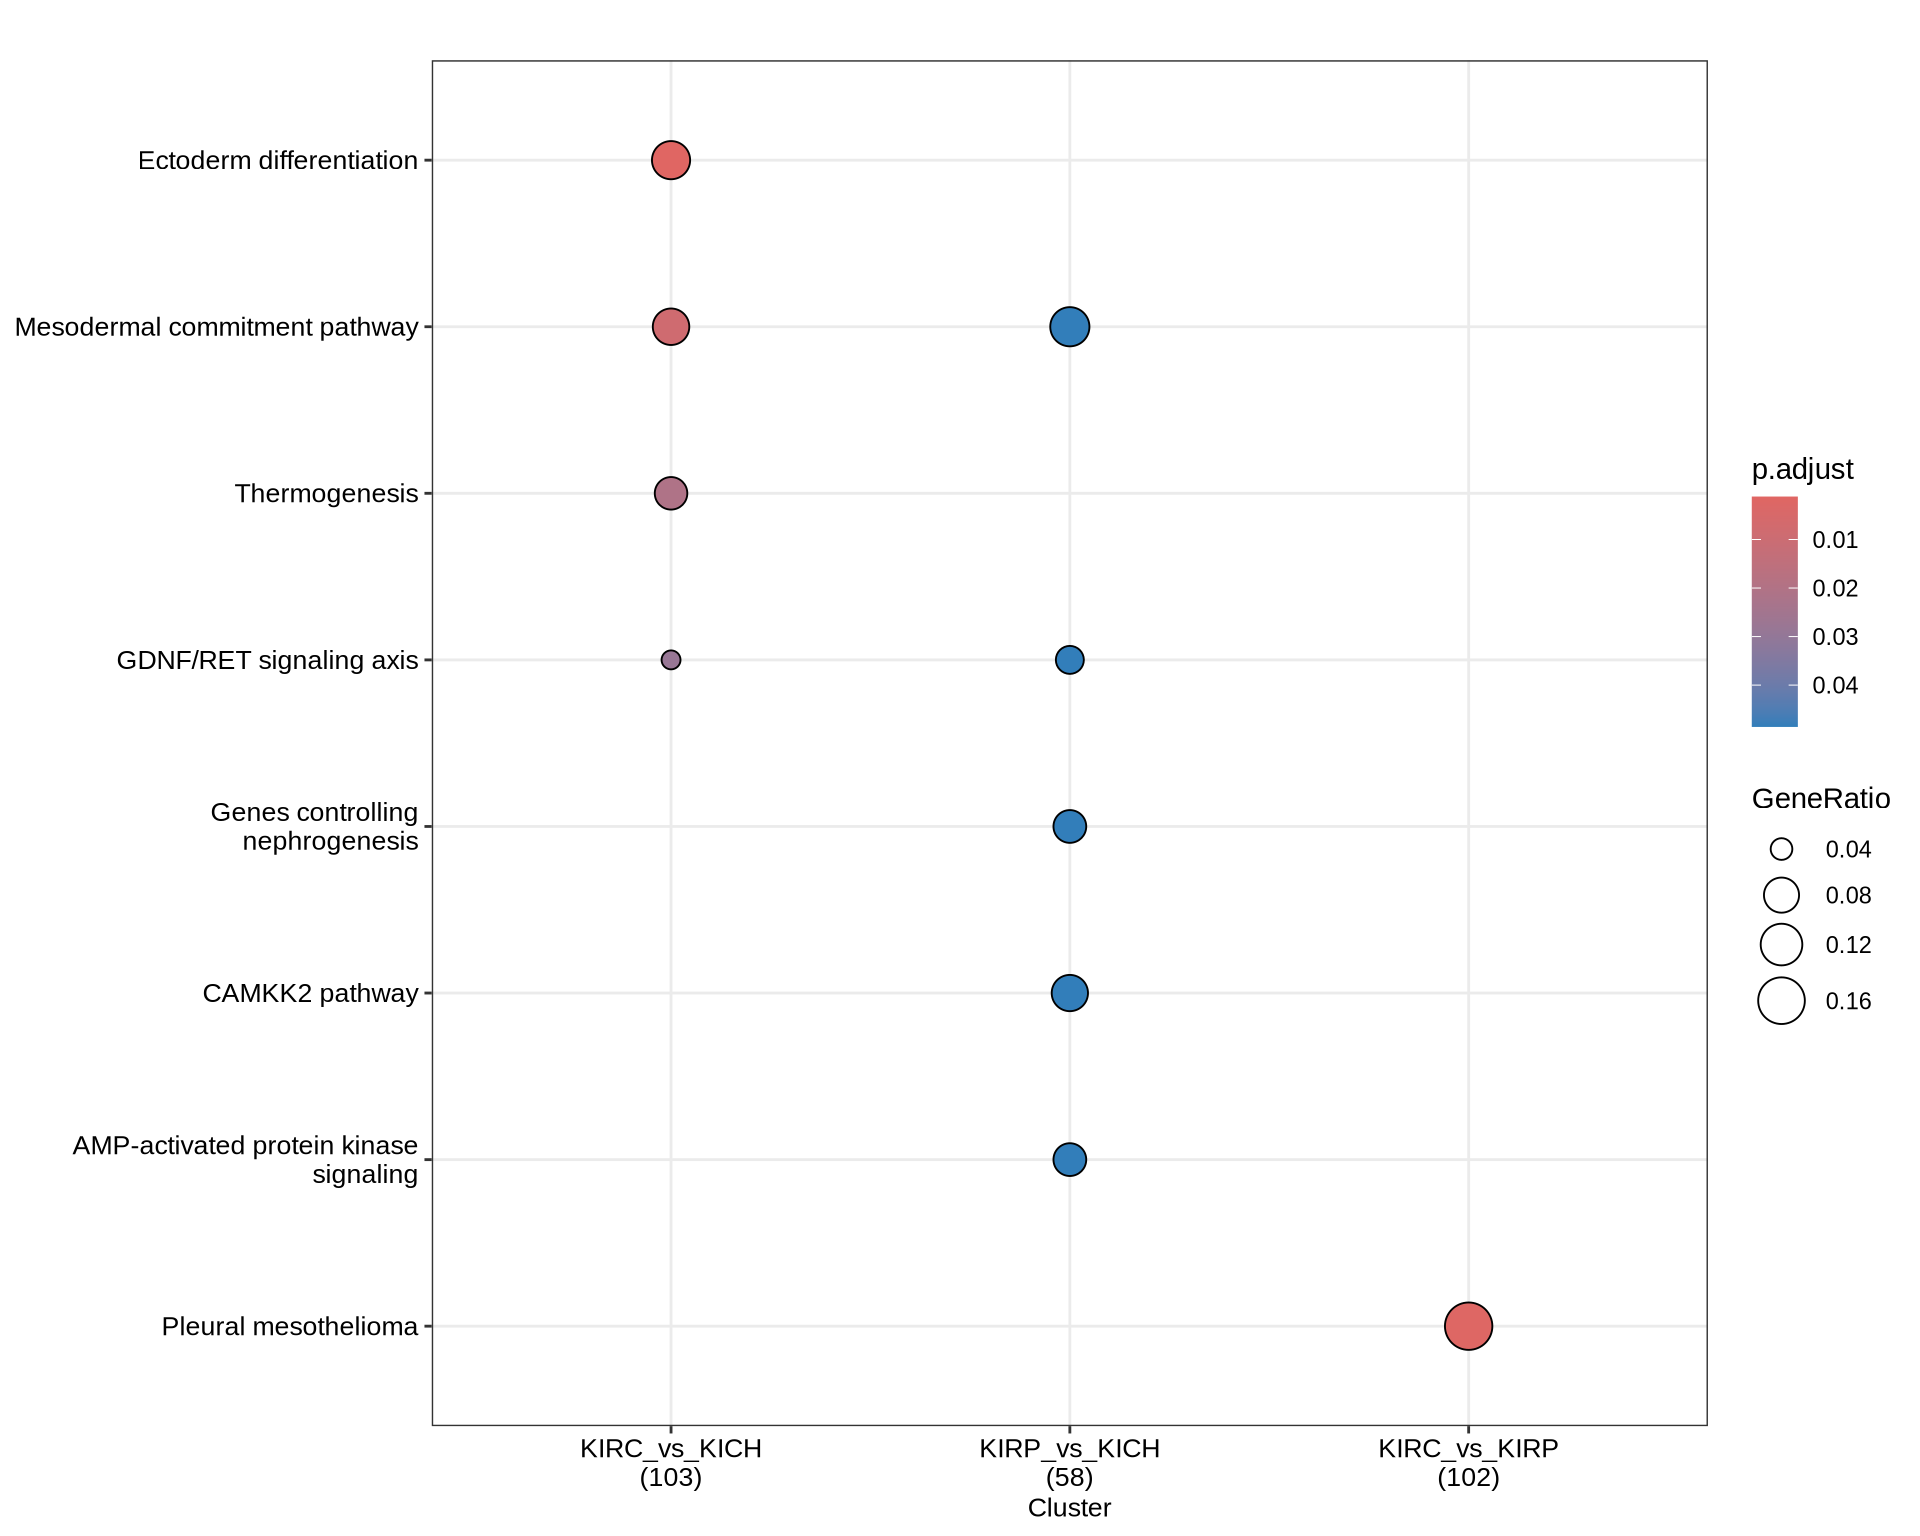 Ectoderm differentiation
Mesodermal commitment pathway
Thermogenesis
GDNF/RET signaling axis
Genes controlling
nephrogenesis
CAMKK2 pathway
AMP-activated protein kinase
signaling
Pleural mesothelioma
KIRC_vs_KICH
(103)
KIRP_vs_KICH
(58)
KIRC_vs_KIRP
(102)
Cluster
p.adjust
0.01
0.02
0.03
0.04
GeneRatio
0.04
0.08
0.12
0.16